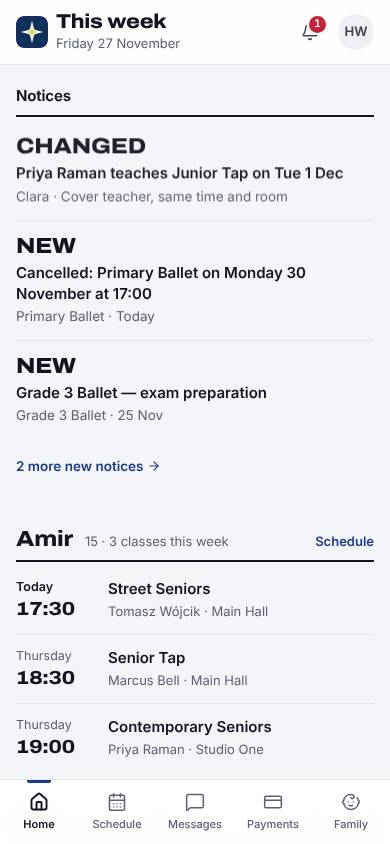 This week
Friday 27 November
1
HW
Notices
CHANGED
Priya Raman teaches Junior Tap on Tue 1 Dec
Clara · Cover teacher, same time and room
NEW
Cancelled: Primary Ballet on Monday 30
November at 17:00
Primary Ballet · Today
NEW
Grade 3 Ballet — exam preparation
Grade 3 Ballet · 25 Nov
2 more new notices →
Amir 15 · 3 classes this week Schedule
Today Street Seniors
17:30 Tomasz Wójcik · Main Hall
Thursday Senior Tap
18:30 Marcus Bell · Main Hall
Thursday Contemporary Seniors
19:00 Priya Raman · Studio One
Home Schedule Messages Payments Family